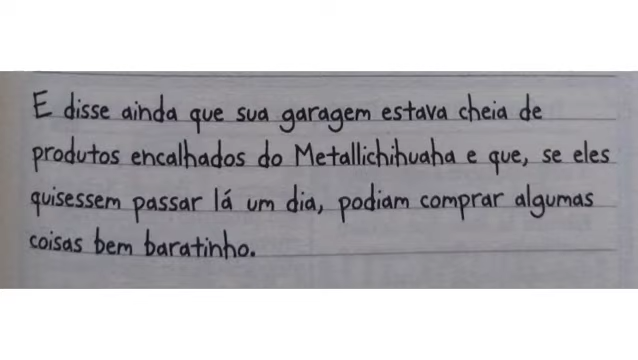 E disse ainda que sua garagem estava cheia de
produtos encalhados do Metallichihuaha e que, se eles
quisessem passar lá um dia, podiam comprar algumas
coisas bem baratinho.